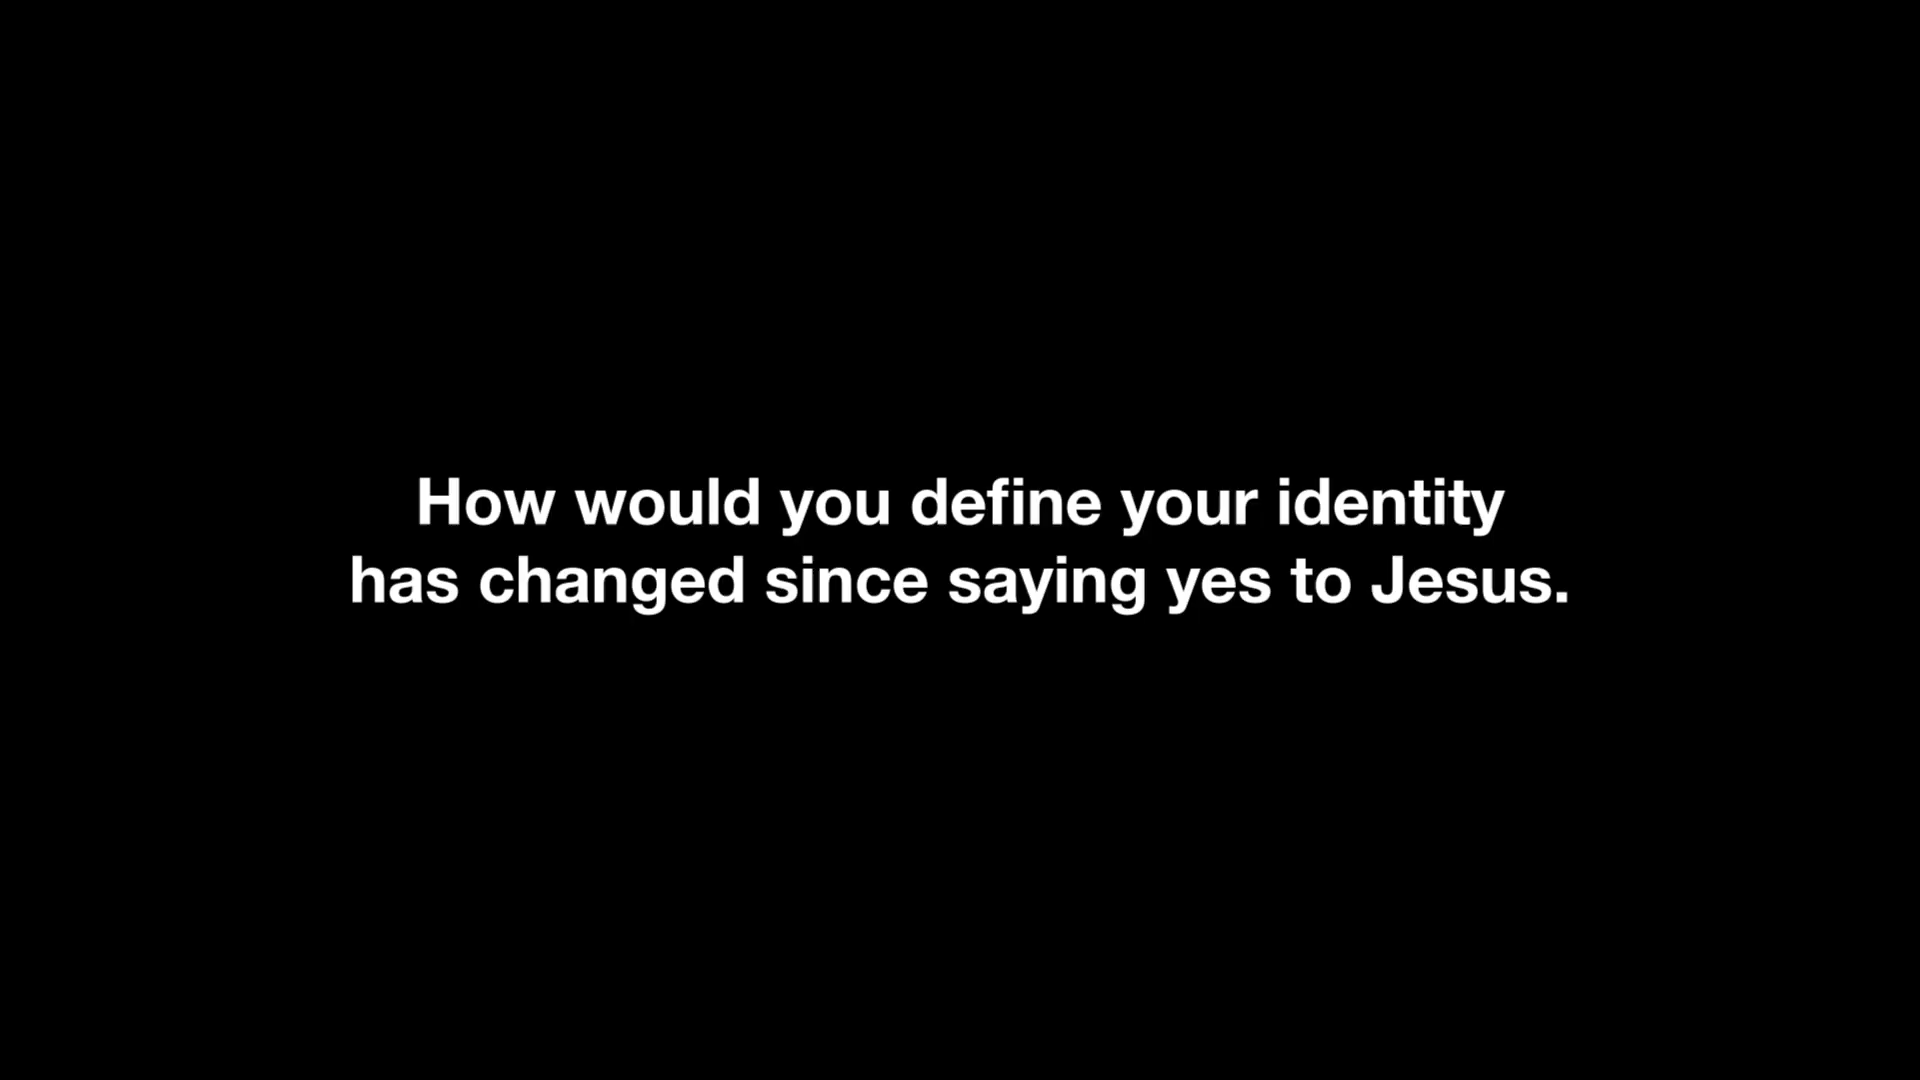 How would you define your identity
has changed since saying yes to Jesus.